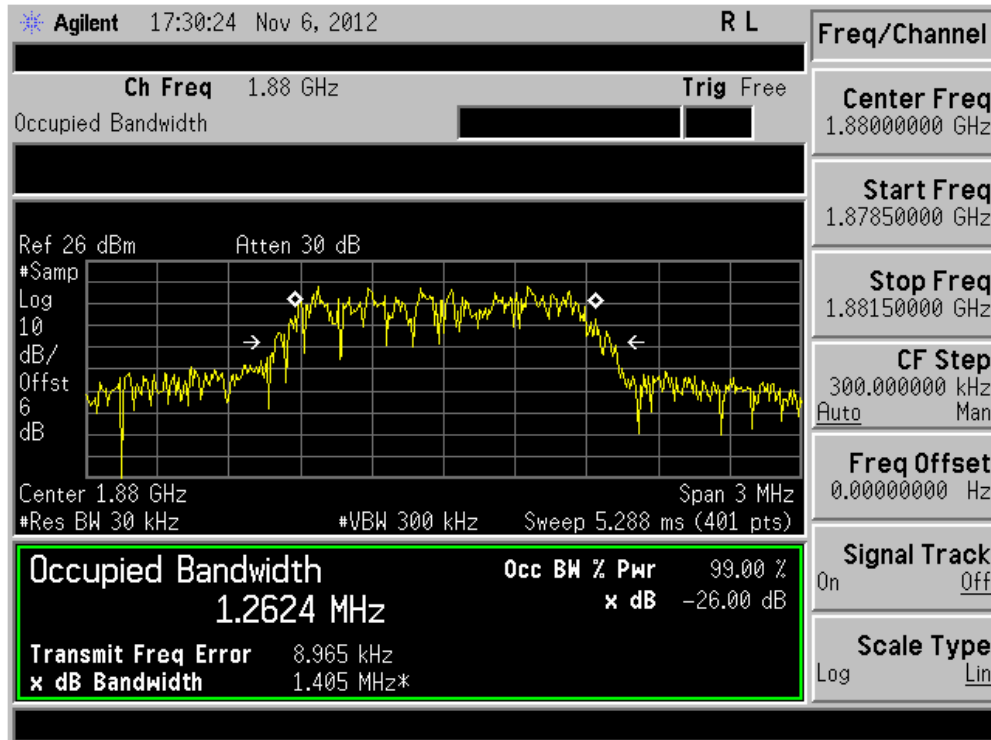 Agilent 17:30:24 Nov 6, 2012 R L
Freq/Channel
Ch Freq 1.88 GHz Trig Free
Occupied Bandwidth
Center Freq
1.88000000 GHz
Start Freq
1.87850000 GHz
Stop Freq
1.88150000 GHz
CF Step
300.000000 kHz
Auto Man
Freq Offset
0.00000000 Hz
Signal Track
On Off
Scale Type
Log Lin
Ref 26 dBm Atten 30 dB
#Samp
Log
10
dB/
Offst
6
dB
Center 1.88 GHz Span 3 MHz
#Res BW 30 kHz #VBW 300 kHz Sweep 5.288 ms (401 pts)
Occupied Bandwidth Occ BW % Pwr 99.00 %
1.2624 MHz x dB -26.00 dB
Transmit Freq Error 8.965 kHz
x dB Bandwidth 1.405 MHz*